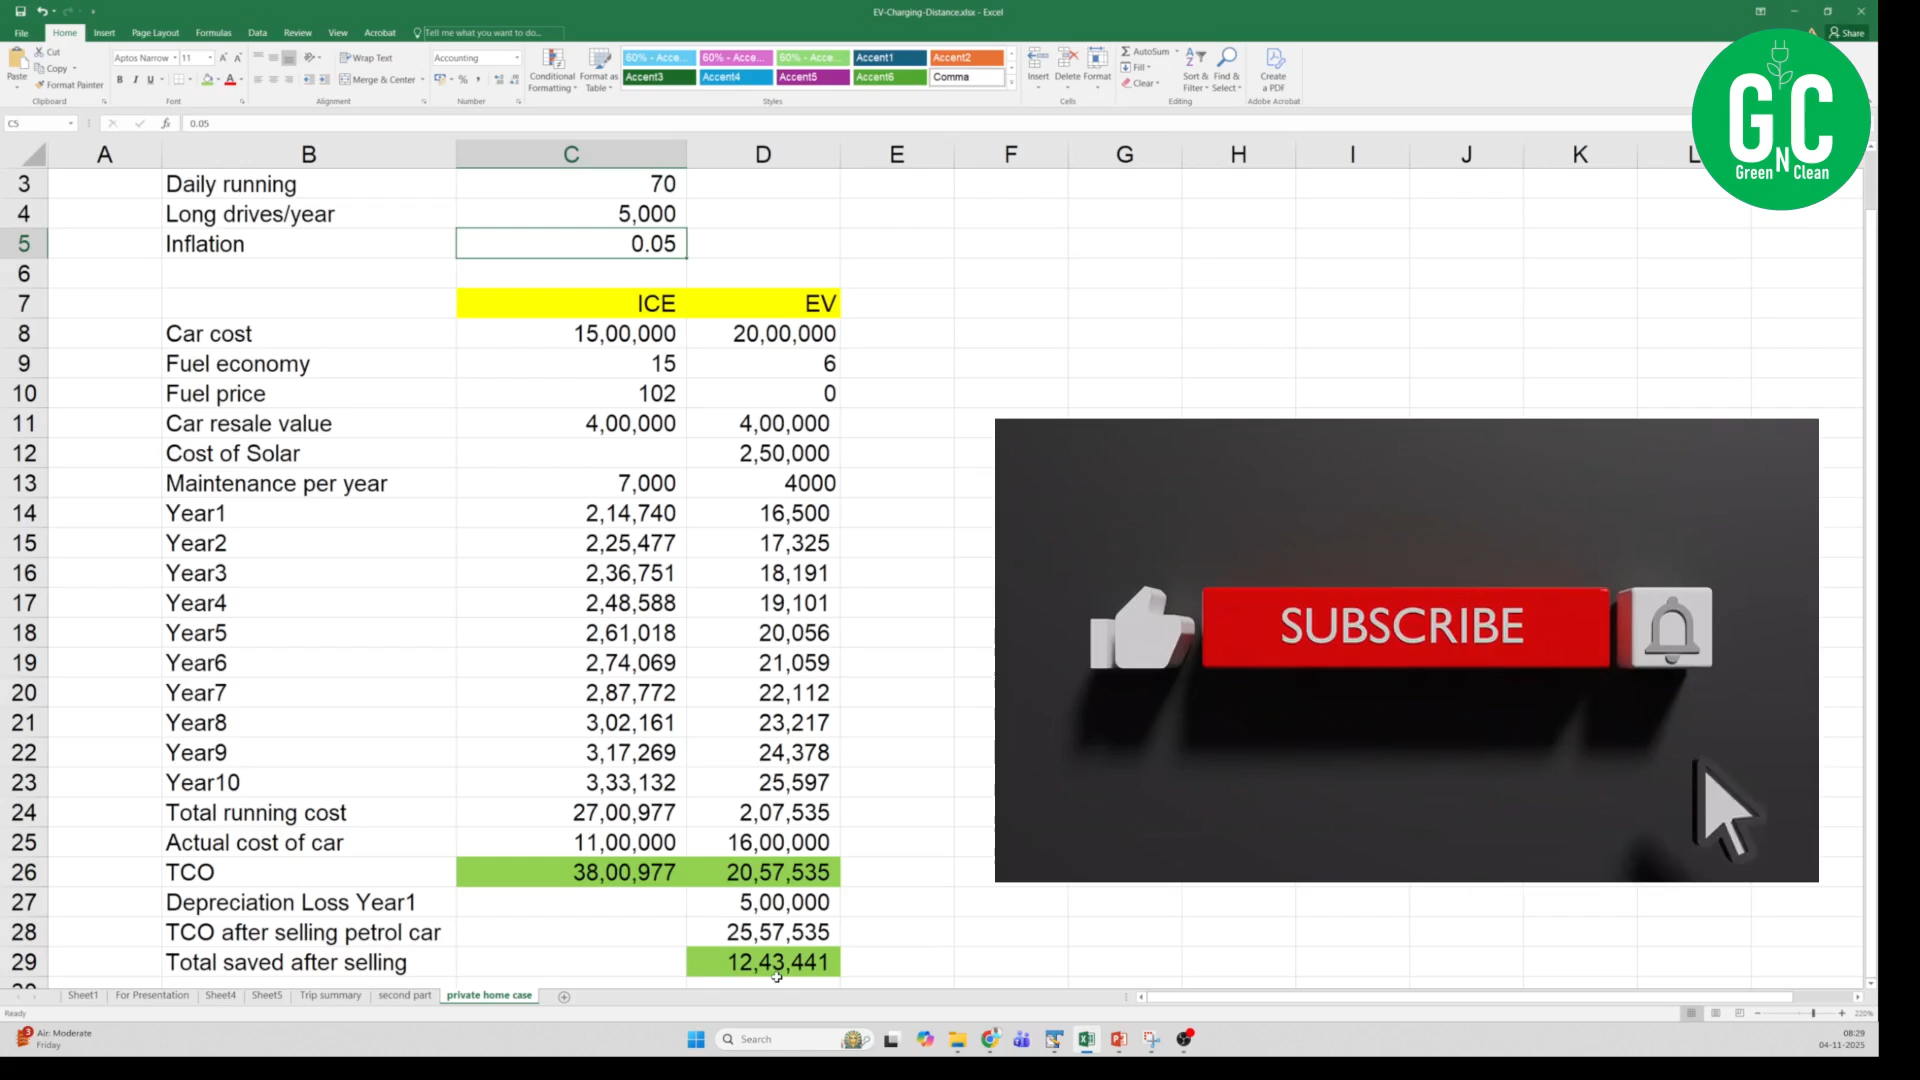 EV-Charging-Distance.xlsx - Excel
File Home Insert Page Layout Formulas Data Review View Acrobat Tell me what you want to do... Share
Paste
Cut
Copy
Format Painter
Clipboard
Aptos Narrow 11
B I U
Font
Wrap Text
Merge & Center
Alignment
Accounting
Number
Conditional Formatting
Format as Table
60% - Acce... 60% - Acce... 60% - Acce... Accent1 Accent2
Accent3 Accent4 Accent5 Accent6 Comma
Styles
Insert Delete Format
Cells
AutoSum
Fill
Clear
Sort & Filter
Find & Select
Editing
Create a PDF
Adobe Acrobat
GNC
Green Clean
C5 fx 0.05
A B C D E F G H I J K L
3 Daily running 70
4 Long drives/year 5,000
5 Inflation 0.05
6
7 ICE EV
8 Car cost 15,00,000 20,00,000
9 Fuel economy 15 6
10 Fuel price 102 0
11 Car resale value 4,00,000 4,00,000
12 Cost of Solar 2,50,000
13 Maintenance per year 7,000 4000
14 Year1 2,14,740 16,500
15 Year2 2,25,477 17,325
16 Year3 2,36,751 18,191
17 Year4 2,48,588 19,101
18 Year5 2,61,018 20,056
19 Year6 2,74,069 21,059
20 Year7 2,87,772 22,112
21 Year8 3,02,161 23,217
22 Year9 3,17,269 24,378
23 Year10 3,33,132 25,597
24 Total running cost 27,00,977 2,07,535
25 Actual cost of car 11,00,000 16,00,000
26 TCO 38,00,977 20,57,535
27 Depreciation Loss Year1 5,00,000
28 TCO after selling petrol car 25,57,535
29 Total saved after selling 12,43,441
SUBSCRIBE
Sheet1 For Presentation Sheet4 Sheet5 Trip summary second part private home case
Ready
220%
3
Air: Moderate
Friday
Search
08:29
04-11-2025